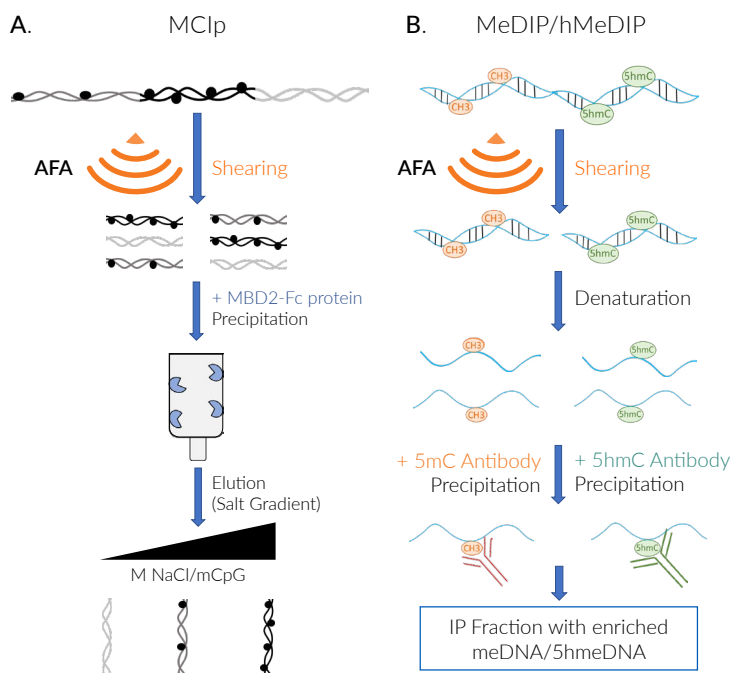 A.
MCIp
AFA
Shearing
+ MBD2-Fc protein
Precipitation
Elution
(Salt Gradient)
M NaCl/mCpG
B.
MeDIP/hMeDIP
CH3
CH3
5hmC
5hmC
AFA
Shearing
CH3
CH3
5hmC
5hmC
Denaturation
CH3
5hmC
CH3
5hmC
+ 5mC Antibody
Precipitation
+ 5hmC Antibody
Precipitation
CH3
5hmC
IP Fraction with enriched
meDNA/5hmeDNA